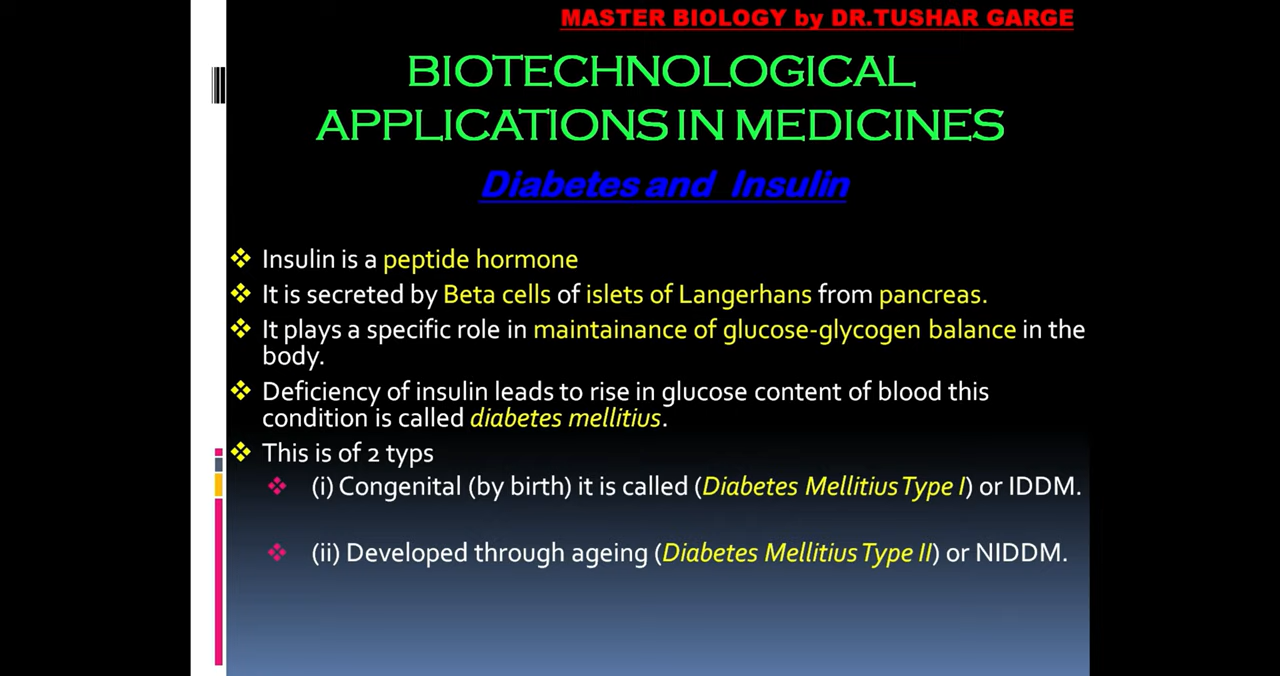 MASTER BIOLOGY by DR.TUSHAR GARGE
BIOTECHNOLOGICAL
APPLICATIONS IN MEDICINES
Diabetes and Insulin
❖ Insulin is a peptide hormone
❖ It is secreted by Beta cells of islets of Langerhans from pancreas.
❖ It plays a specific role in maintainance of glucose-glycogen balance in the
body.
❖ Deficiency of insulin leads to rise in glucose content of blood this
condition is called diabetes mellitius.
❖ This is of 2 typs
❖ (i) Congenital (by birth) it is called (Diabetes Mellitius Type I) or IDDM.
❖ (ii) Developed through ageing (Diabetes Mellitius Type II) or NIDDM.